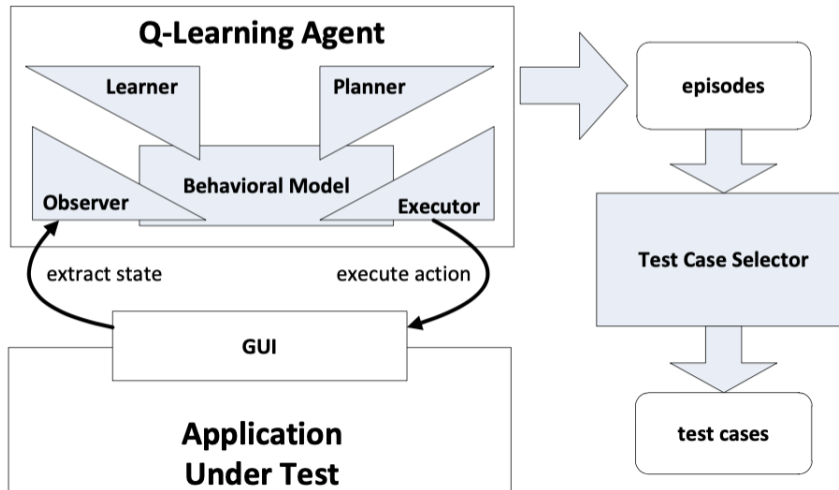 Q-Learning Agent
Learner
Planner
episodes
Behavioral Model
Observer
Executor
Test Case Selector
extract state
execute action
GUI
test cases
Application
Under Test